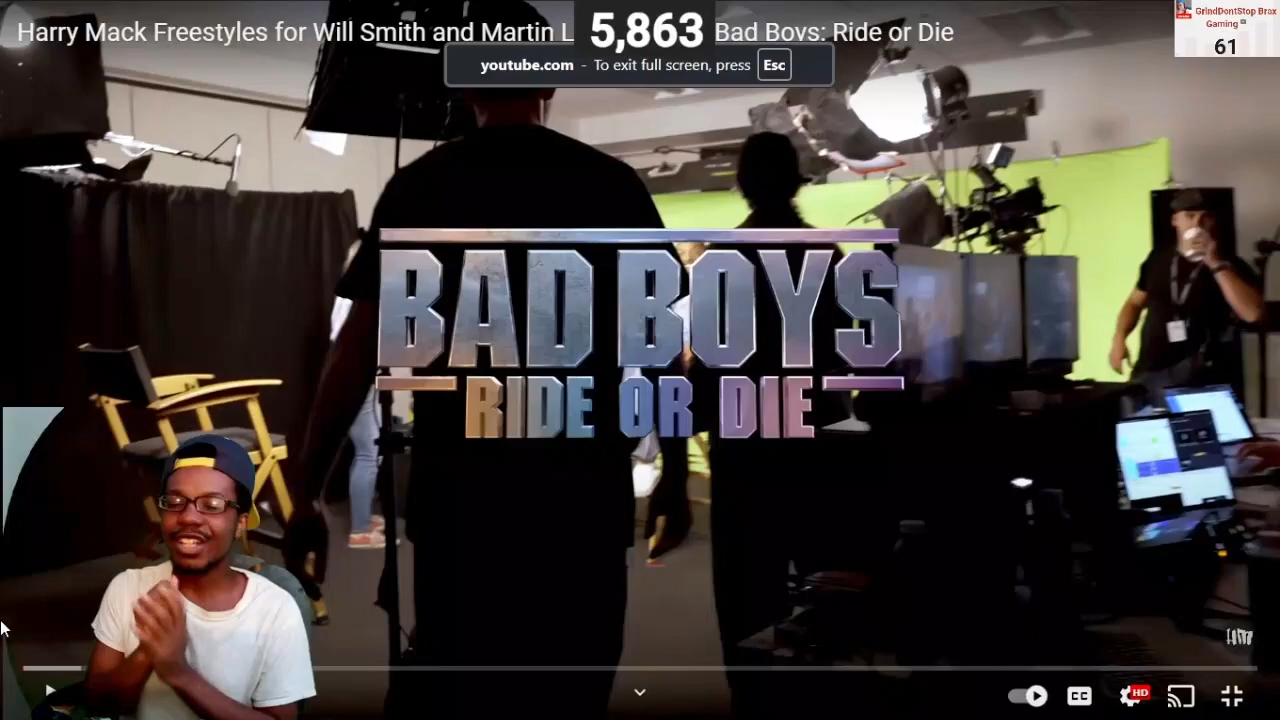 Harry Mack Freestyles for Will Smith and Martin L
5,863
Bad Boys: Ride or Die
GrindDontStop Brax
Gaming
61
youtube.com - To exit full screen, press Esc
BAD BOYS
RIDE OR DIE
CC
HD